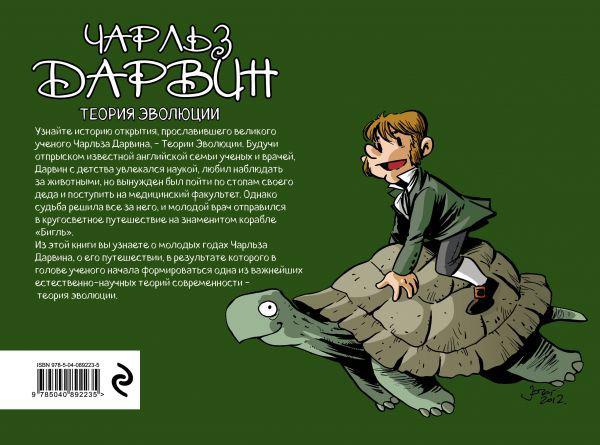 ЧАРЛЬЗ
ДАРВИН
ТЕОРИЯ ЭВОЛЮЦИИ
Узнайте историю открытия, прославившего великого
ученого Чарльза Дарвина, – Теории Эволюции. Будучи
отпрыском известной английской семьи ученых и врачей,
Дарвин с детства увлекался наукой, любил наблюдать
за животными, но вынужден был пойти по стопам своего
деда и поступить на медицинский факультет. Однако
судьба решила все за него, и молодой врач отправился
в кругосветное путешествие на знаменитом корабле
«Бигль».
Из этой книги вы узнаете о молодых годах Чарльза
Дарвина, о его путешествии, в результате которого в
голове ученого начала формироваться одна из важнейших
естественно-научных теорий современности –
теория эволюции.
ISBN 978-5-04-089223-5
9 785040 892235 >
2012.